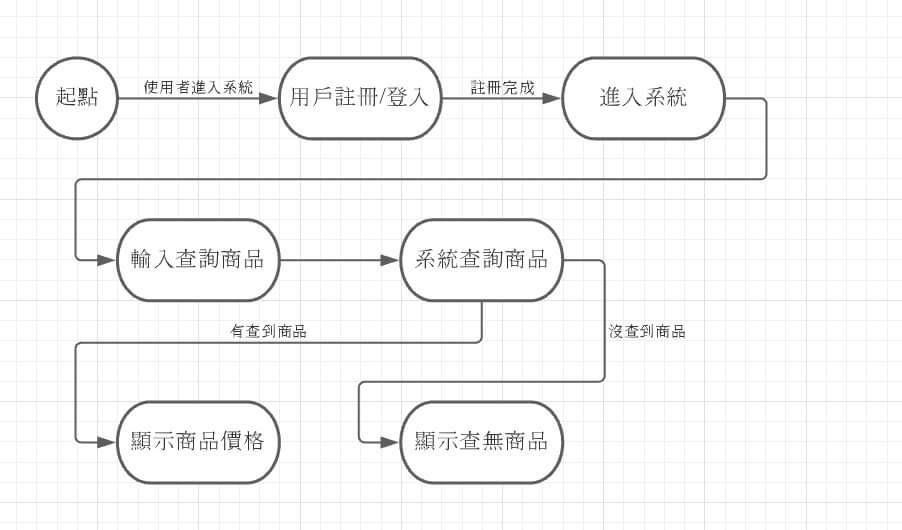 起點
使用者進入系統
用戶註冊/登入
註冊完成
進入系統
輸入查詢商品
系統查詢商品
有查到商品
沒查到商品
顯示商品價格
顯示查無商品